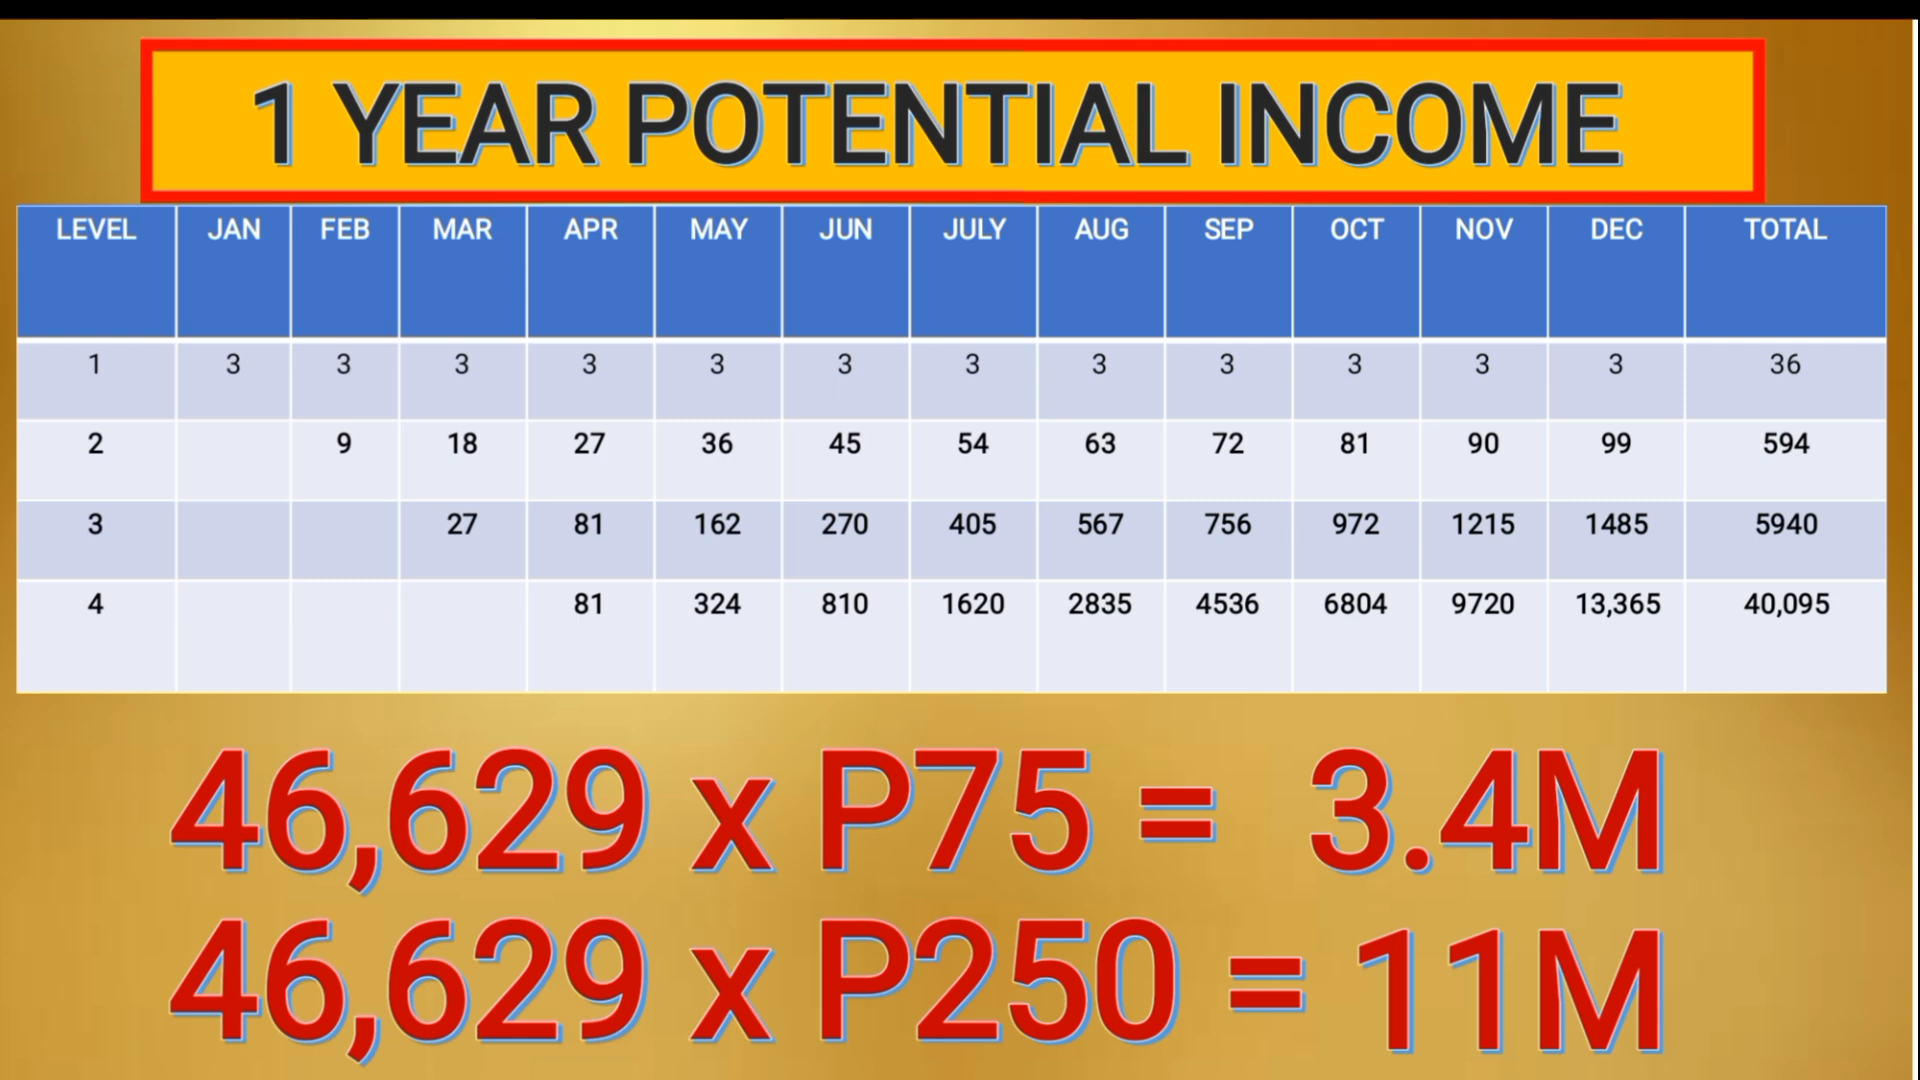 1 YEAR POTENTIAL INCOME
LEVEL JAN FEB MAR APR MAY JUN JULY AUG SEP OCT NOV DEC TOTAL
1 3 3 3 3 3 3 3 3 3 3 3 3 36
2 9 18 27 36 45 54 63 72 81 90 99 594
3 27 81 162 270 405 567 756 972 1215 1485 5940
4 81 324 810 1620 2835 4536 6804 9720 13,365 40,095
46,629 x P75 = 3.4M
46,629 x P250 = 11M